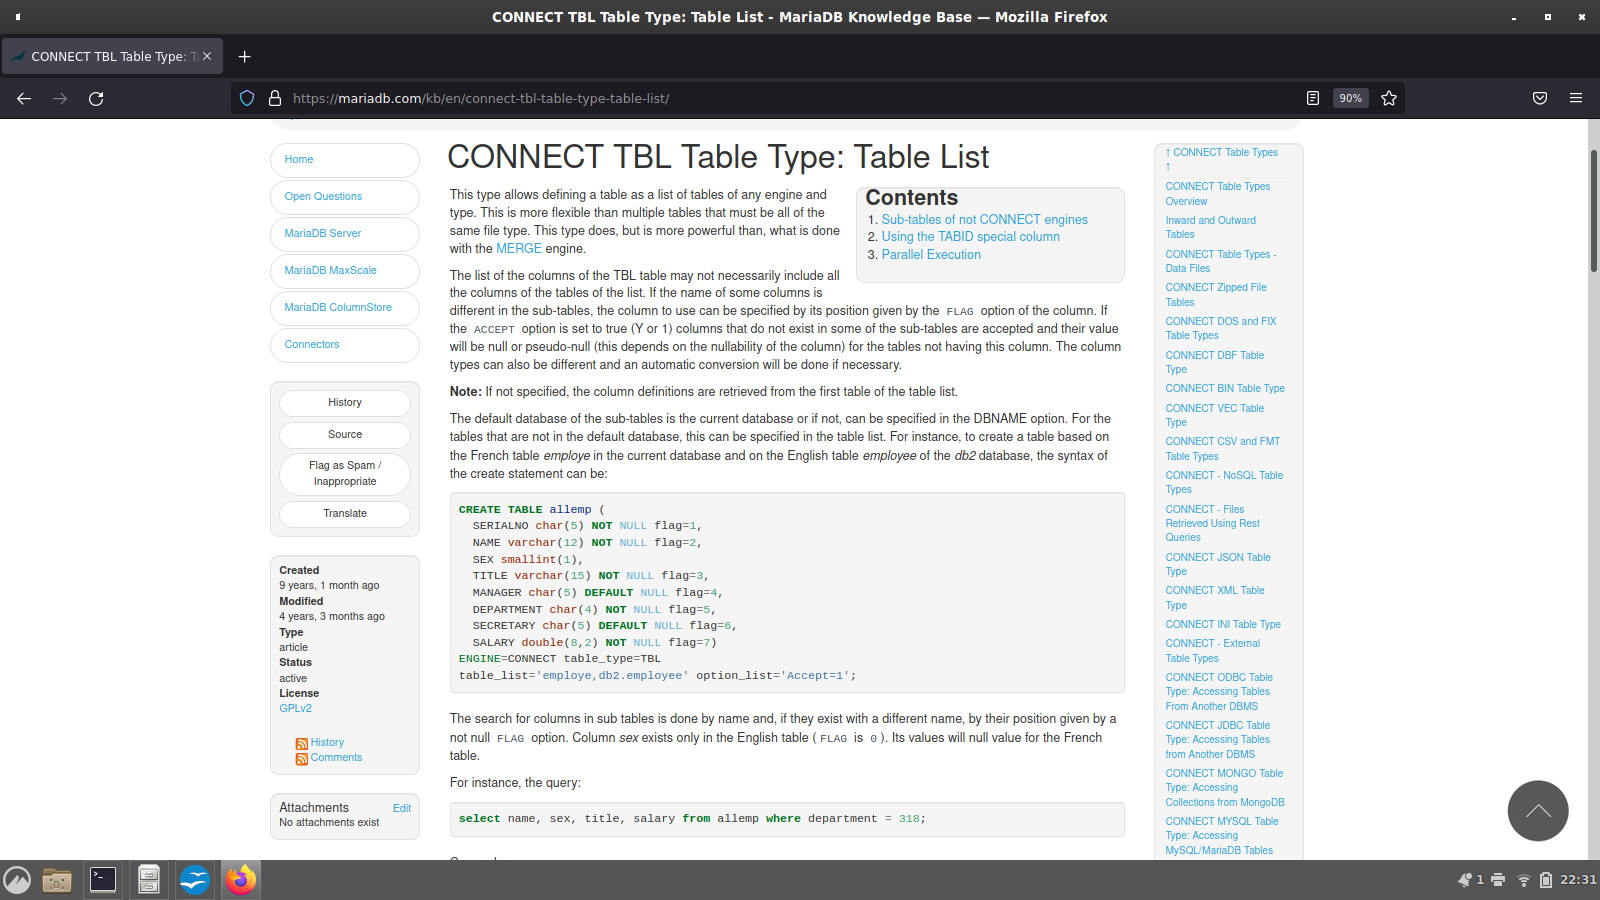 CONNECT TBL Table Type: Table List - MariaDB Knowledge Base — Mozilla Firefox
CONNECT TBL Table Type: Ta
https://mariadb.com/kb/en/connect-tbl-table-type-table-list/
90%
Home
Open Questions
MariaDB Server
MariaDB MaxScale
MariaDB ColumnStore
Connectors
History
Source
Flag as Spam /
Inappropriate
Translate
Created
9 years, 1 month ago
Modified
4 years, 3 months ago
Type
article
Status
active
License
GPLv2
History
Comments
Attachments Edit
No attachments exist
CONNECT TBL Table Type: Table List
This type allows defining a table as a list of tables of any engine and
type. This is more flexible than multiple tables that must be all of the
same file type. This type does, but is more powerful than, what is done
with the MERGE engine.
Contents
1. Sub-tables of not CONNECT engines
2. Using the TABID special column
3. Parallel Execution
The list of the columns of the TBL table may not necessarily include all
the columns of the tables of the list. If the name of some columns is
different in the sub-tables, the column to use can be specified by its position given by the FLAG option of the column. If
the ACCEPT option is set to true (Y or 1) columns that do not exist in some of the sub-tables are accepted and their value
will be null or pseudo-null (this depends on the nullability of the column) for the tables not having this column. The column
types can also be different and an automatic conversion will be done if necessary.
Note: If not specified, the column definitions are retrieved from the first table of the table list.
The default database of the sub-tables is the current database or if not, can be specified in the DBNAME option. For the
tables that are not in the default database, this can be specified in the table list. For instance, to create a table based on
the French table employe in the current database and on the English table employee of the db2 database, the syntax of
the create statement can be:
CREATE TABLE allemp (
SERIALNO char(5) NOT NULL flag=1,
NAME varchar(12) NOT NULL flag=2,
SEX smallint(1),
TITLE varchar(15) NOT NULL flag=3,
MANAGER char(5) DEFAULT NULL flag=4,
DEPARTMENT char(4) NOT NULL flag=5,
SECRETARY char(5) DEFAULT NULL flag=6,
SALARY double(8,2) NOT NULL flag=7)
ENGINE=CONNECT table_type=TBL
table_list='employe,db2.employee' option_list='Accept=1';
The search for columns in sub tables is done by name and, if they exist with a different name, by their position given by a
not null FLAG option. Column sex exists only in the English table ( FLAG is 0 ). Its values will null value for the French
table.
For instance, the query:
select name, sex, title, salary from allemp where department = 318;
↑ CONNECT Table Types
↑
CONNECT Table Types
Overview
Inward and Outward
Tables
CONNECT Table Types -
Data Files
CONNECT Zipped File
Tables
CONNECT DOS and FIX
Table Types
CONNECT DBF Table
Type
CONNECT BIN Table Type
CONNECT VEC Table
Type
CONNECT CSV and FMT
Table Types
CONNECT - NoSQL Table
Types
CONNECT - Files
Retrieved Using Rest
Queries
CONNECT JSON Table
Type
CONNECT XML Table
Type
CONNECT INI Table Type
CONNECT - External
Table Types
CONNECT ODBC Table
Type: Accessing Tables
From Another DBMS
CONNECT JDBC Table
Type: Accessing Tables
from Another DBMS
CONNECT MONGO Table
Type: Accessing
Collections from MongoDB
CONNECT MYSQL Table
Type: Accessing
MySQL/MariaDB Tables
1
22:31